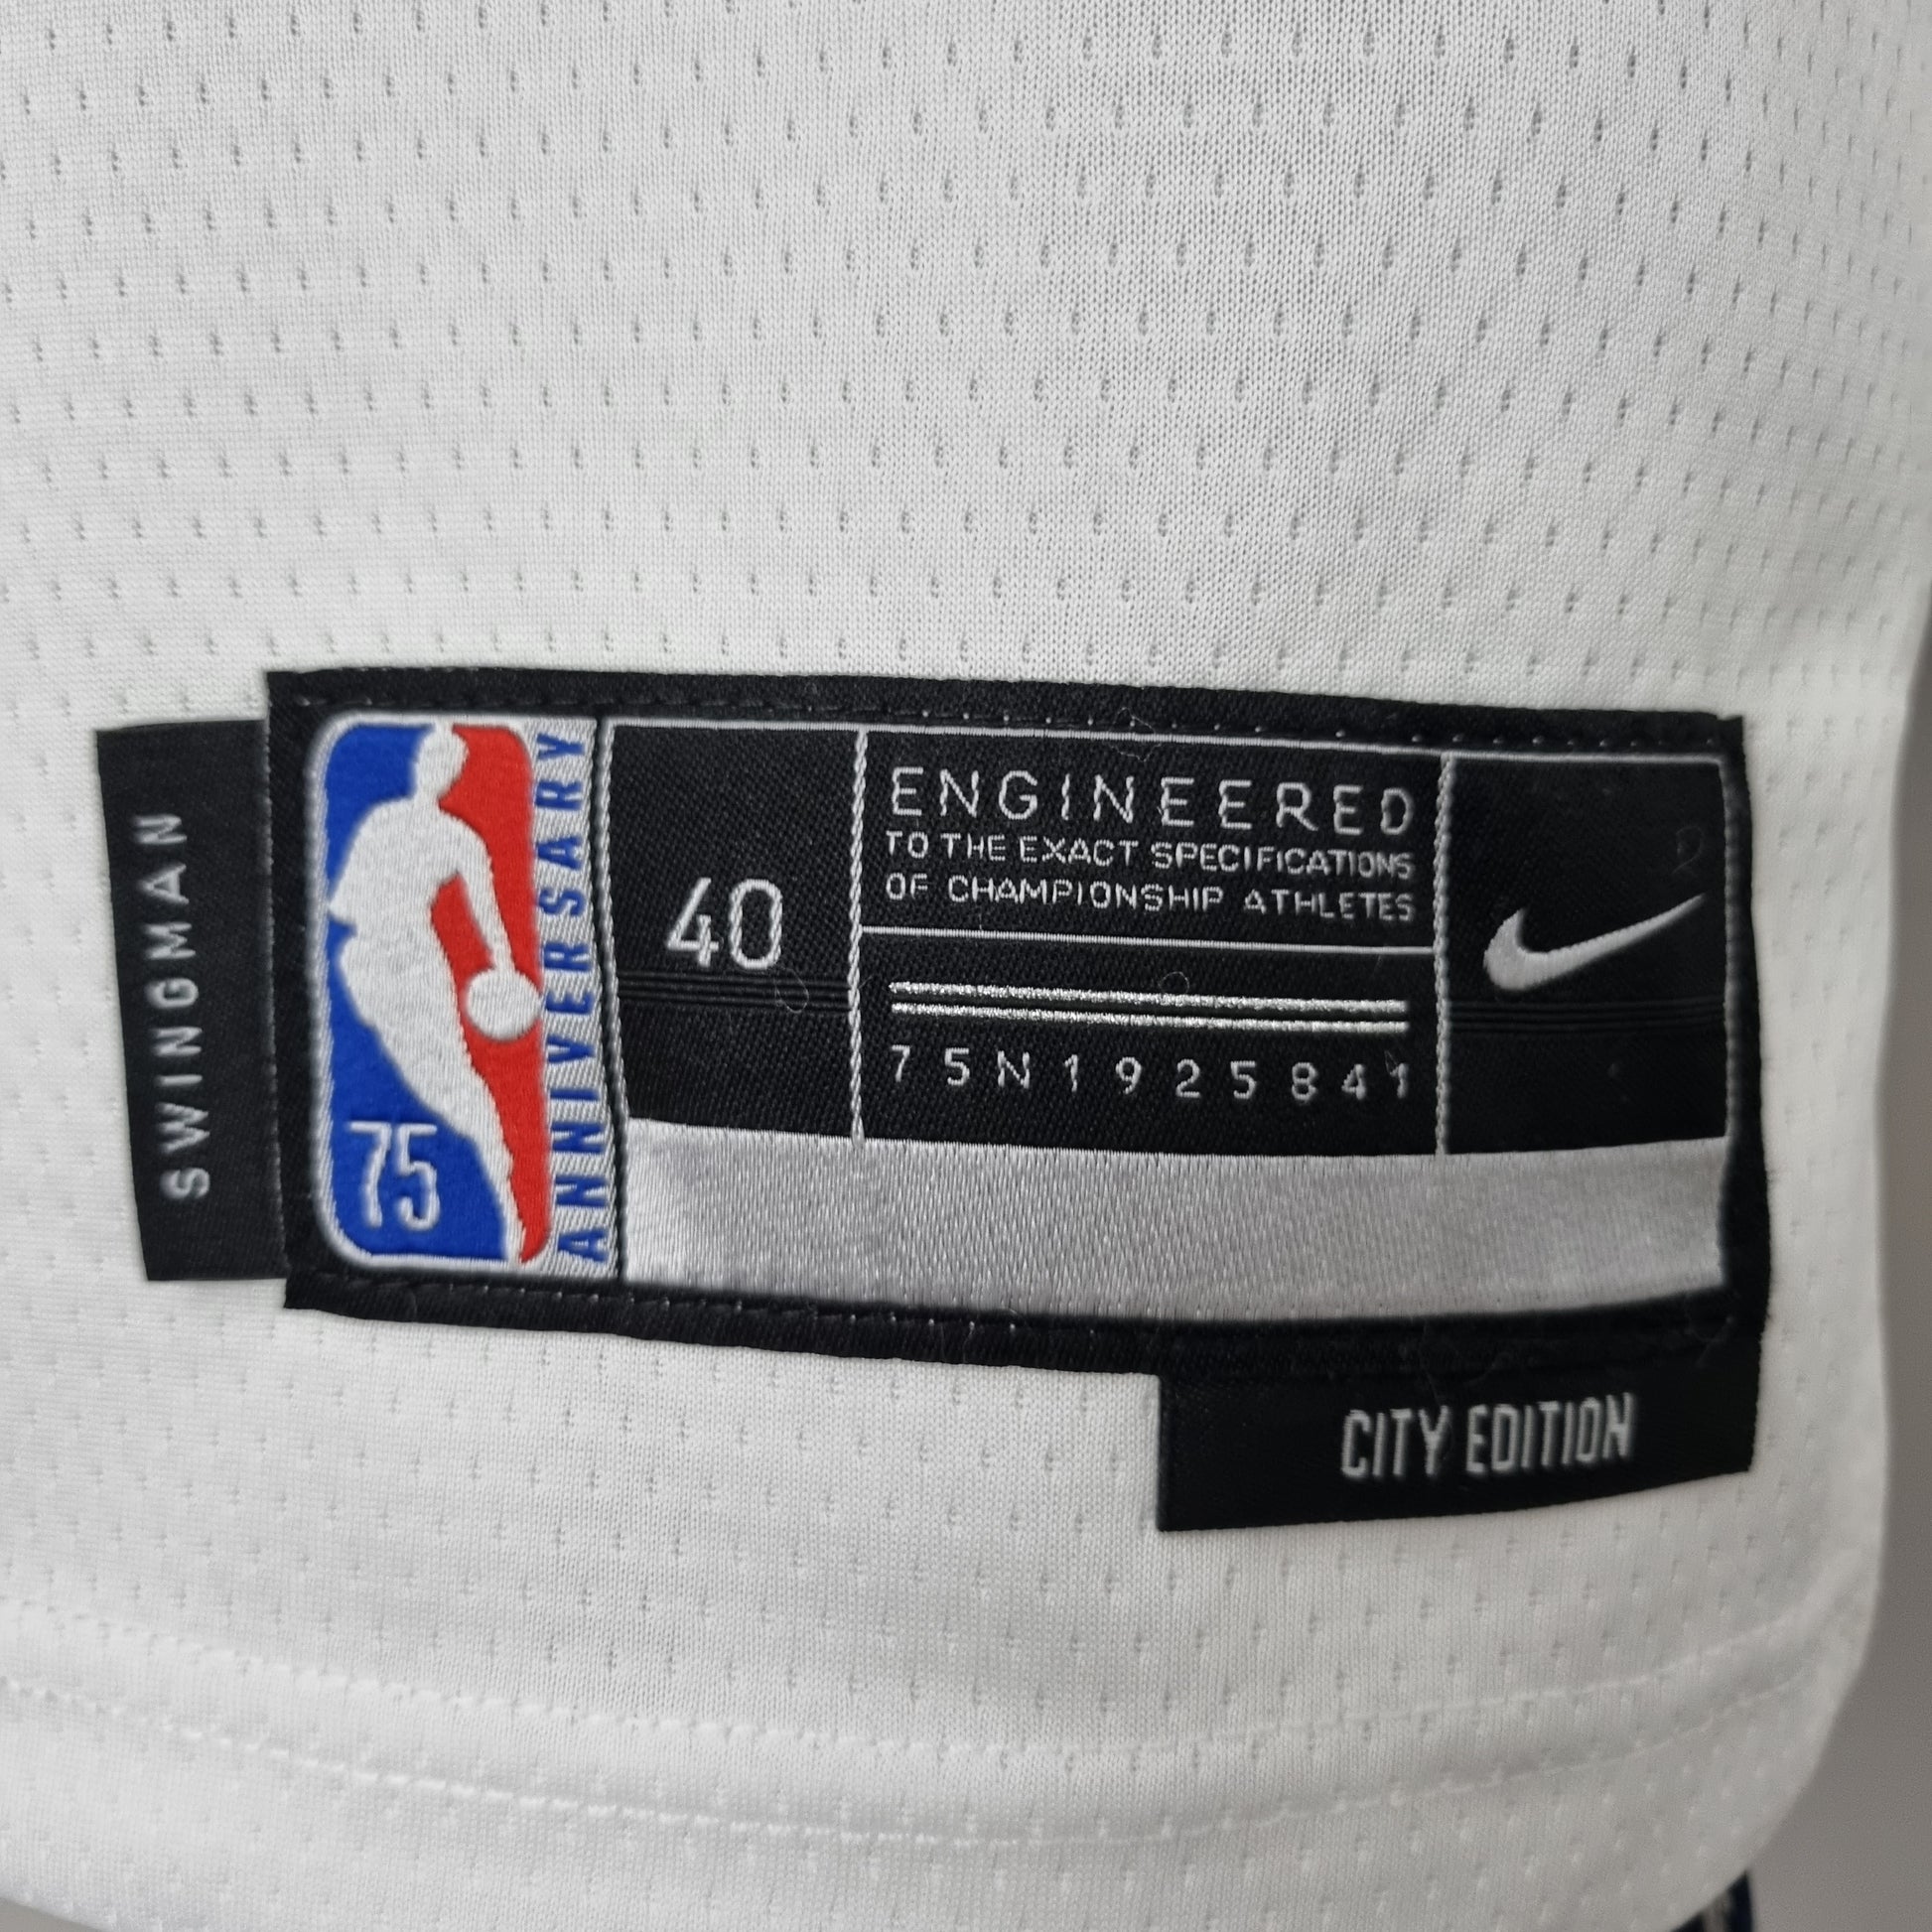 SWINGMAN
75
ANNIVERSARY
40
ENGINEERED
TO THE EXACT SPECIFICATIONS
OF CHAMPIONSHIP ATHLETES
75N1925841
CITY EDITION